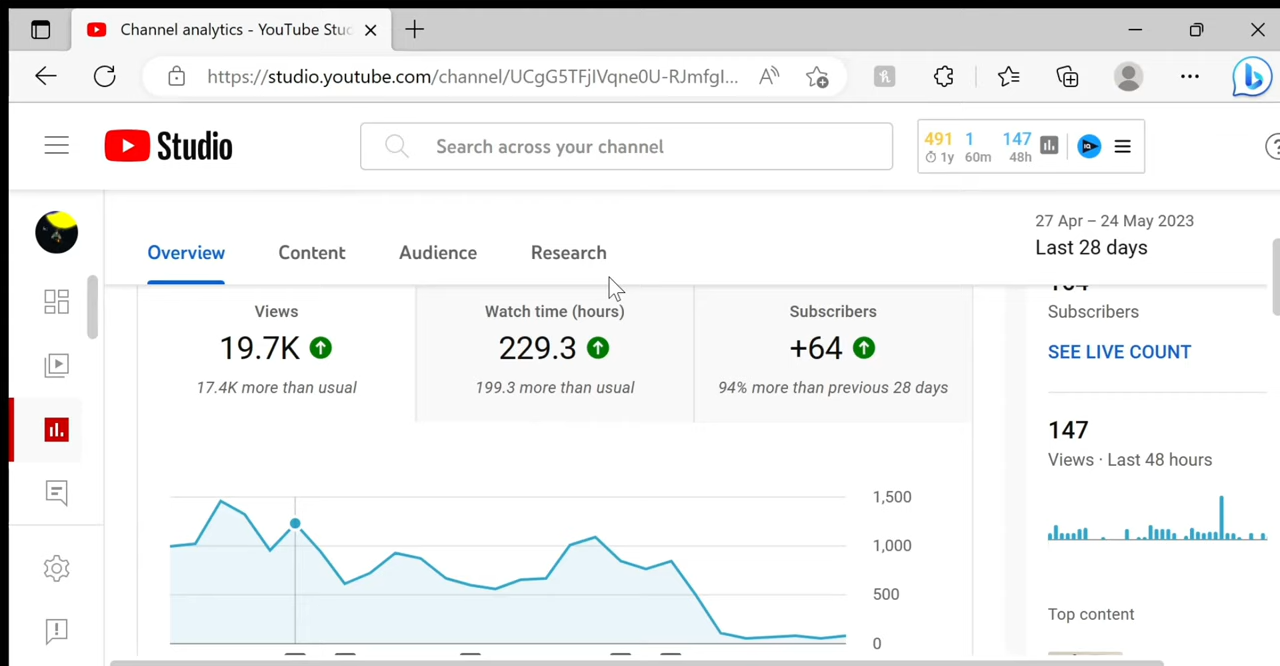 Channel analytics - YouTube Stu
https://studio.youtube.com/channel/UCgG5TFjIVqne0U-RJmfgI...
Studio
Search across your channel
491 1 147
1y 60m 48h
27 Apr – 24 May 2023
Last 28 days
Overview Content Audience Research
Views
19.7K
17.4K more than usual
Watch time (hours)
229.3
199.3 more than usual
Subscribers
+64
94% more than previous 28 days
Subscribers
SEE LIVE COUNT
147
Views · Last 48 hours
1,500
1,000
500
0
Top content